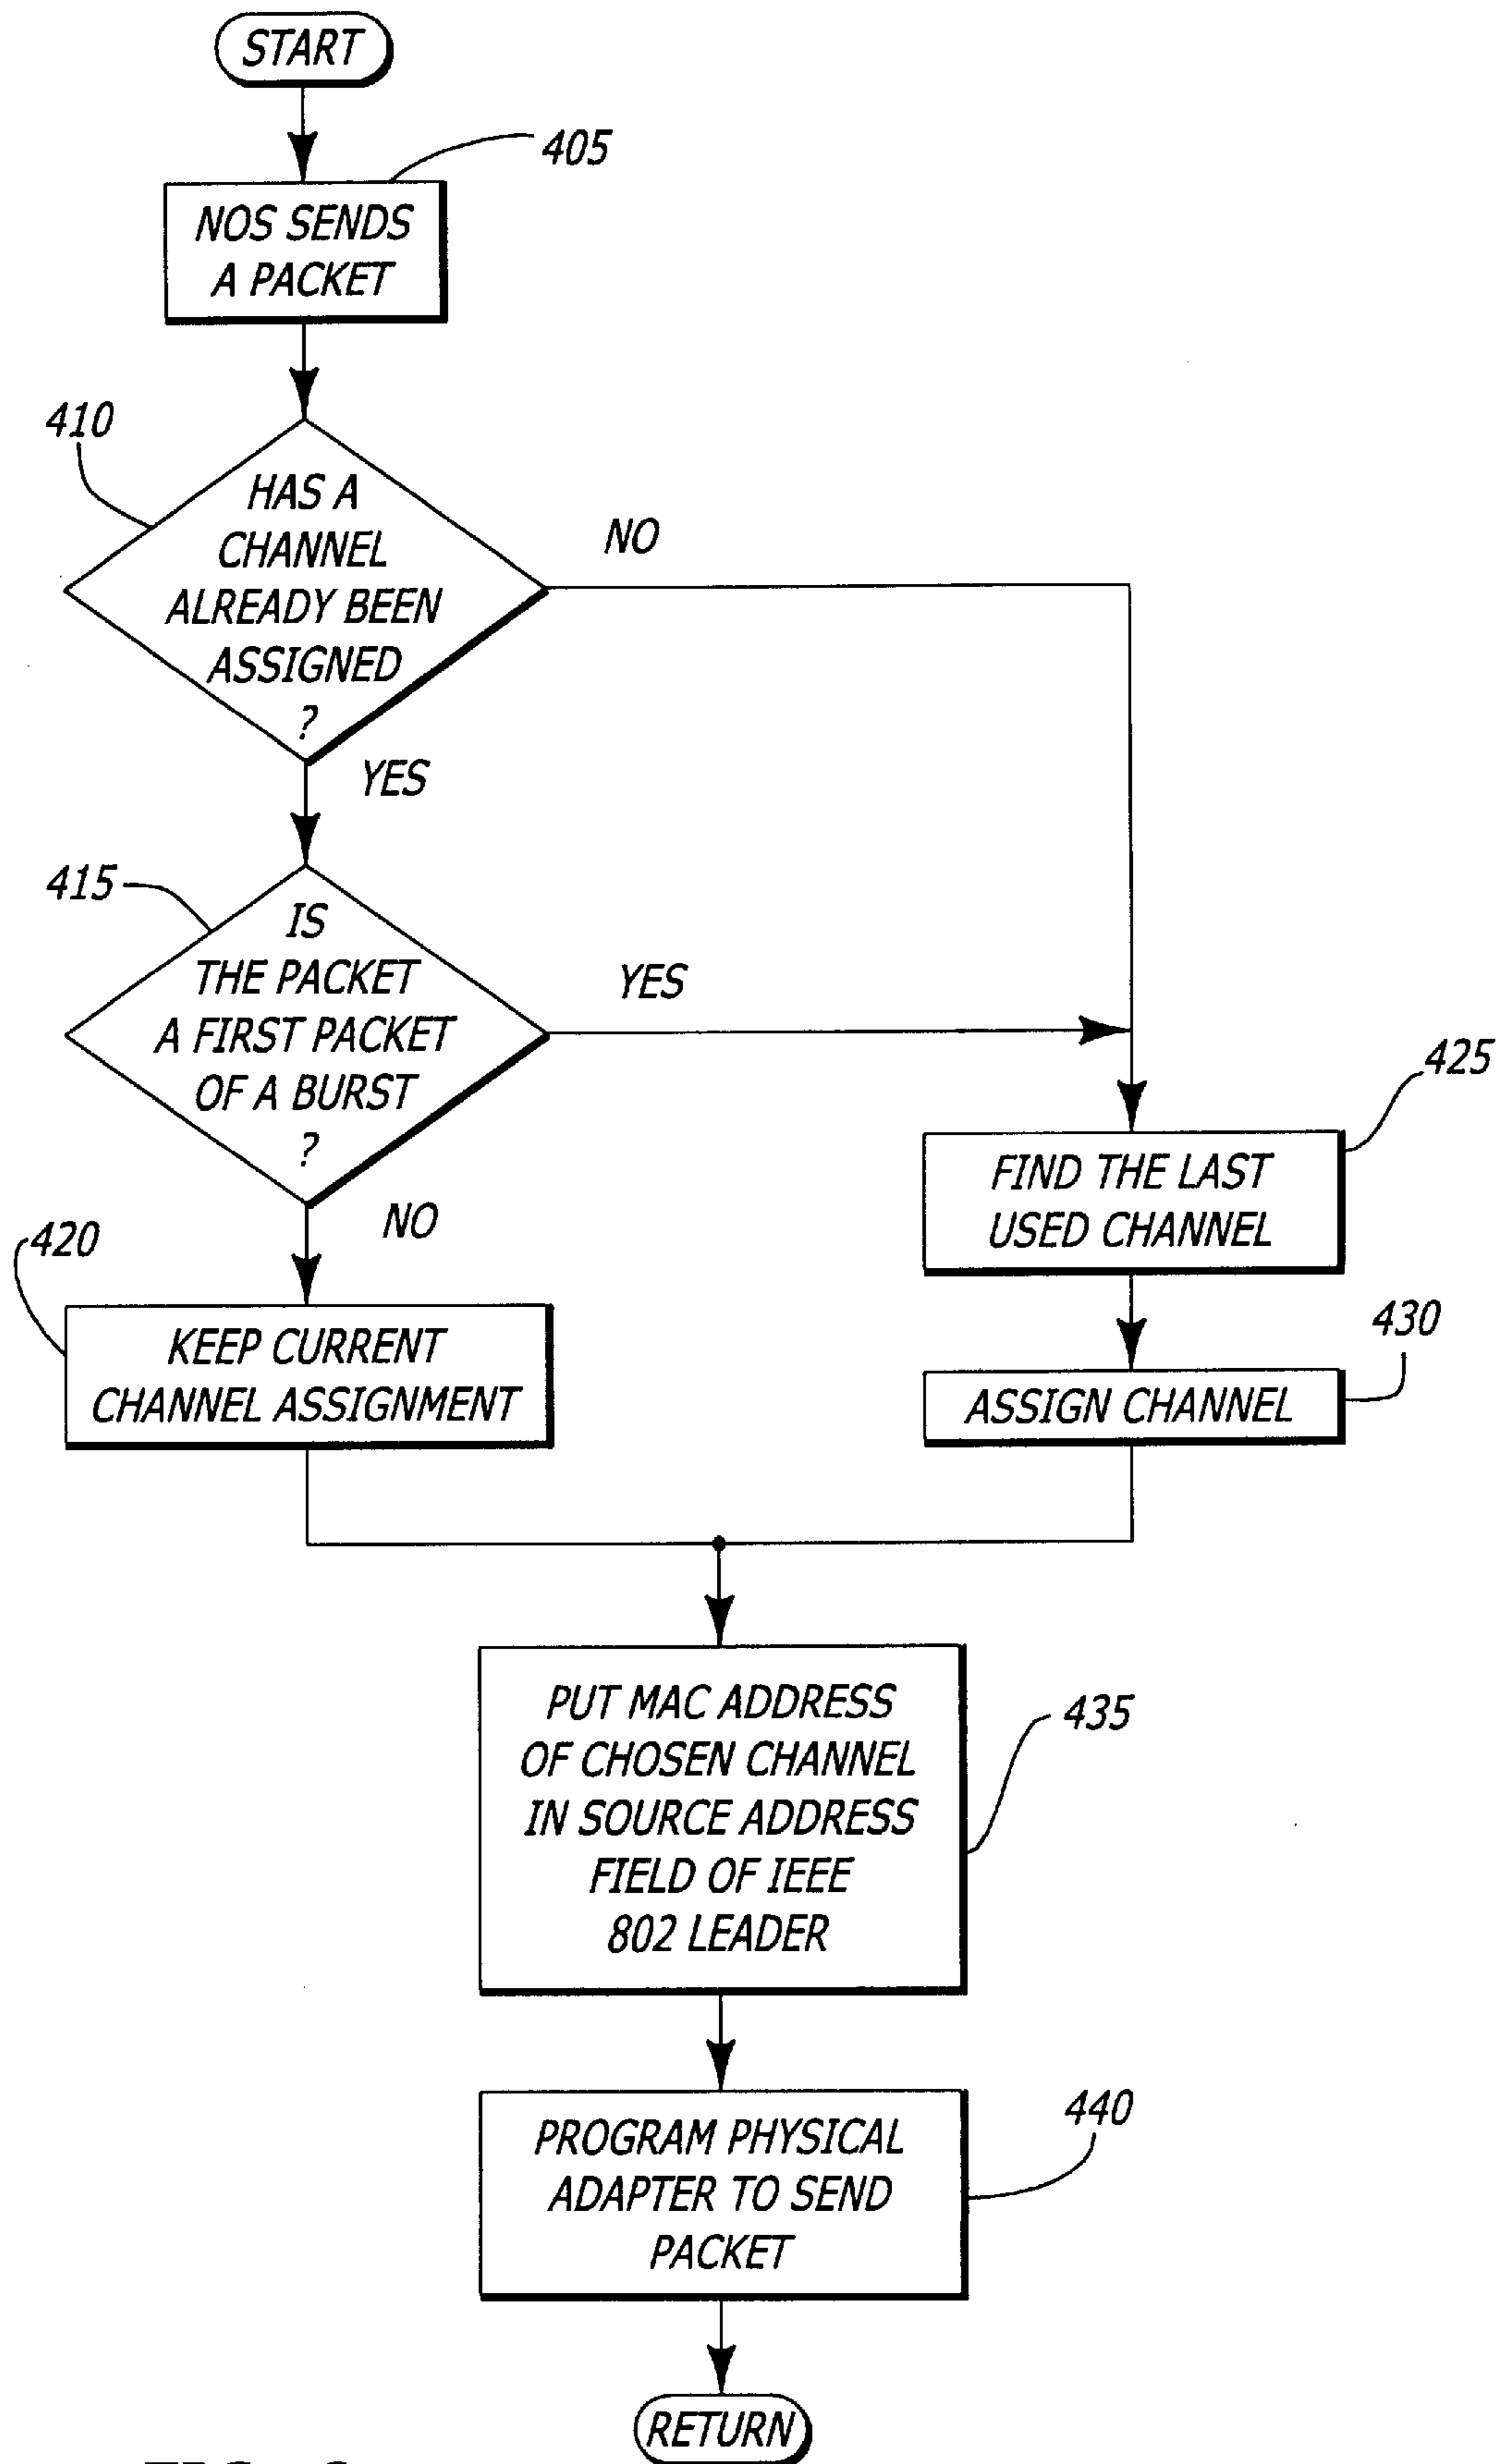 START
405
NOS SENDS
A PACKET
410
HAS A
CHANNEL
ALREADY BEEN
ASSIGNED
?
NO
YES
415
IS
THE PACKET
A FIRST PACKET
OF A BURST
?
YES
NO
425
FIND THE LAST
USED CHANNEL
420
KEEP CURRENT
CHANNEL ASSIGNMENT
430
ASSIGN CHANNEL
435
PUT MAC ADDRESS
OF CHOSEN CHANNEL
IN SOURCE ADDRESS
FIELD OF IEEE
802 LEADER
440
PROGRAM PHYSICAL
ADAPTER TO SEND
PACKET
RETURN